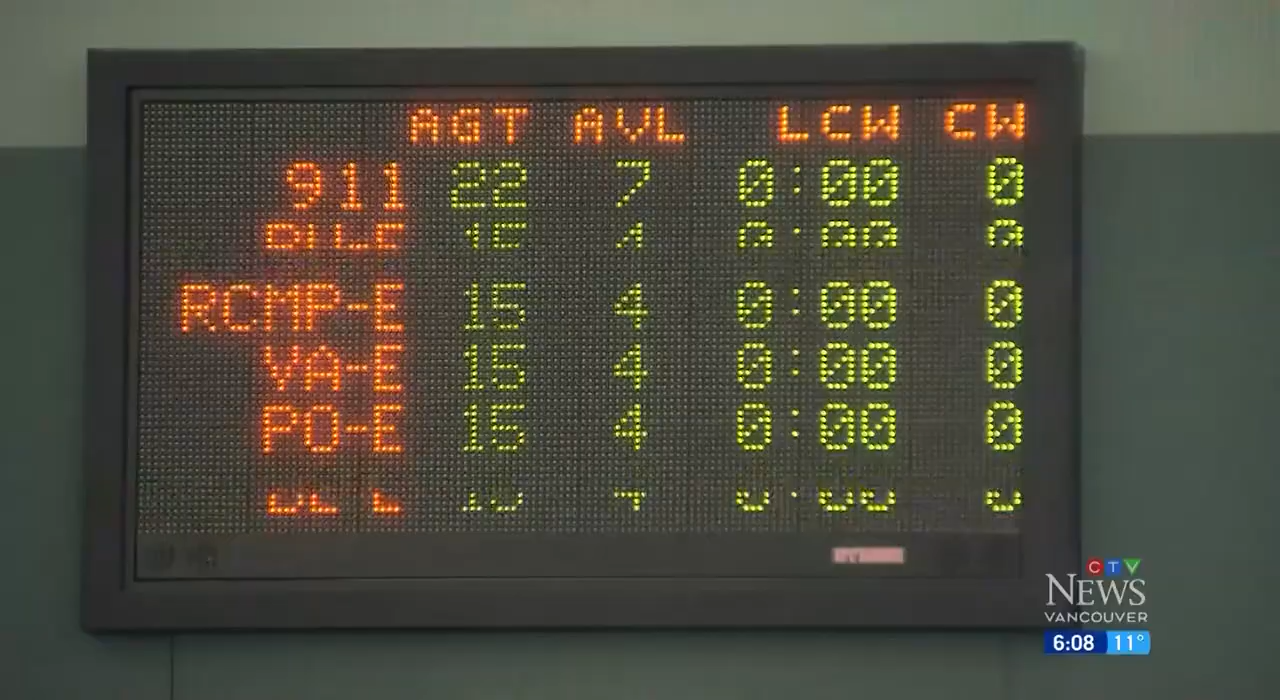 AGT AVL LCW CW
911 22 7 0:00 0
RCMP-E 15 4 0:00 0
VA-E 15 4 0:00 0
PO-E 15 4 0:00 0
CTV
NEWS
VANCOUVER
6:08 11°